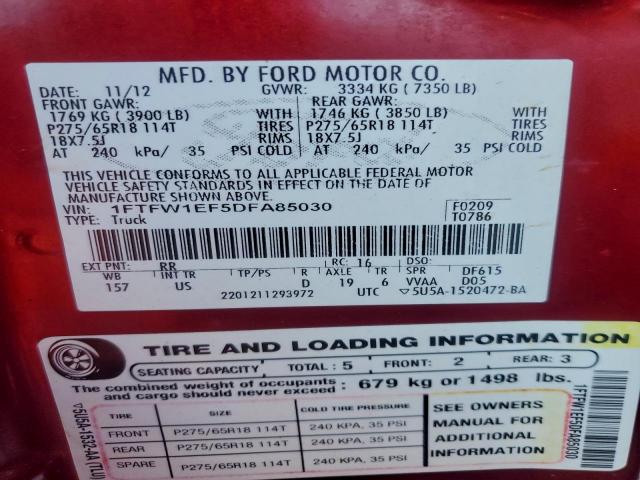 MFD. BY FORD MOTOR CO.
DATE: 11/12 GVWR: 3334 KG ( 7350 LB)
FRONT GAWR: REAR GAWR:
1769 KG ( 3900 LB) WITH 1746 KG ( 3850 LB)
P275/65R18 114T TIRES P275/65R18 114T
18X7.5J RIMS 18X7.5J
AT 240 kPa/ 35 PSI COLD AT 240 kPa/ 35 PSI COLD
THIS VEHICLE CONFORMS TO ALL APPLICABLE FEDERAL MOTOR
VEHICLE SAFETY STANDARDS IN EFFECT ON THE DATE OF
MANUFACTURE SHOWN ABOVE.
VIN: 1FTFW1EF5DFA85030 F0209
TYPE: Truck T0786
EXT PNT: RR RC: 16 DSO:
WB INT TR TP/PS R AXLE TR SPR DF615
157 US D 19 6 VVAA D05
2201211293972 UTC 5U5A-1520472-BA
TIRE AND LOADING INFORMATION
SEATING CAPACITY TOTAL: 5 FRONT: 2 REAR: 3
The combined weight of occupants and cargo should never exceed: 679 kg or 1498 lbs.
TIRE SIZE COLD TIRE PRESSURE
FRONT P275/65R18 114T 240 KPA, 35 PSI
REAR P275/65R18 114T 240 KPA, 35 PSI
SPARE P275/65R18 114T 240 KPA, 35 PSI
SEE OWNERS
MANUAL FOR
ADDITIONAL
INFORMATION
5U5A-1532-AA (TLU)
1FTFW1EF5DFA85030